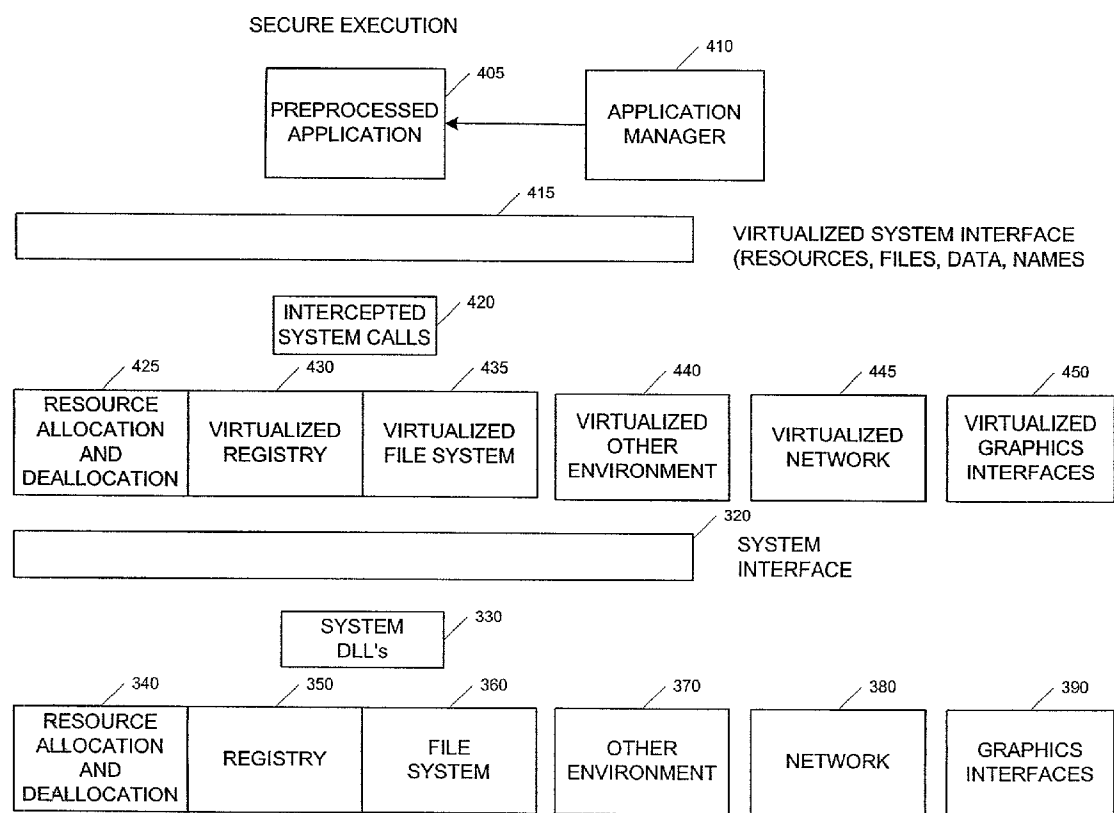 SECURE EXECUTION
410
405
PREPROCESSED
APPLICATION
APPLICATION
MANAGER
415
VIRTUALIZED SYSTEM INTERFACE
(RESOURCES, FILES, DATA, NAMES
420
INTERCEPTED
SYSTEM CALLS
425
430
435
440
445
450
RESOURCE
ALLOCATION
AND
DEALLOCATION
VIRTUALIZED
REGISTRY
VIRTUALIZED
FILE SYSTEM
VIRTUALIZED
OTHER
ENVIRONMENT
VIRTUALIZED
NETWORK
VIRTUALIZED
GRAPHICS
INTERFACES
320
SYSTEM
INTERFACE
330
SYSTEM
DLL's
340
350
360
370
380
390
RESOURCE
ALLOCATION
AND
DEALLOCATION
REGISTRY
FILE
SYSTEM
OTHER
ENVIRONMENT
NETWORK
GRAPHICS
INTERFACES